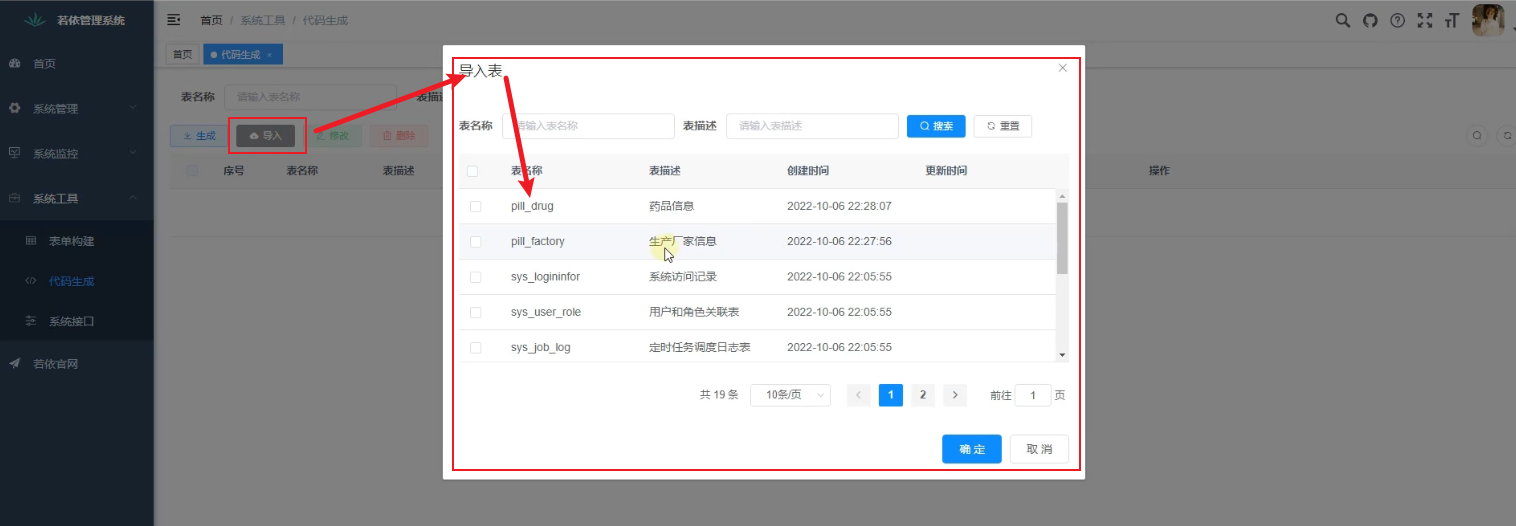 若依管理系统
首页 / 系统工具 / 代码生成
首页
代码生成 ×
首页
系统管理
系统监控
系统工具
表单构建
代码生成
系统接口
若依官网
表名称 请输入表名称
生成 导入 修改 删除
序号 表名称 表描述 操作
导入表
表名称 请输入表名称 表描述 请输入表描述 搜索 重置
表名称 表描述 创建时间 更新时间
pill_drug 药品信息 2022-10-06 22:28:07
pill_factory 生产厂家信息 2022-10-06 22:27:56
sys_logininfor 系统访问记录 2022-10-06 22:05:55
sys_user_role 用户和角色关联表 2022-10-06 22:05:55
sys_job_log 定时任务调度日志表 2022-10-06 22:05:55
共 19 条 10条/页 1 2 前往 1 页
确 定 取 消